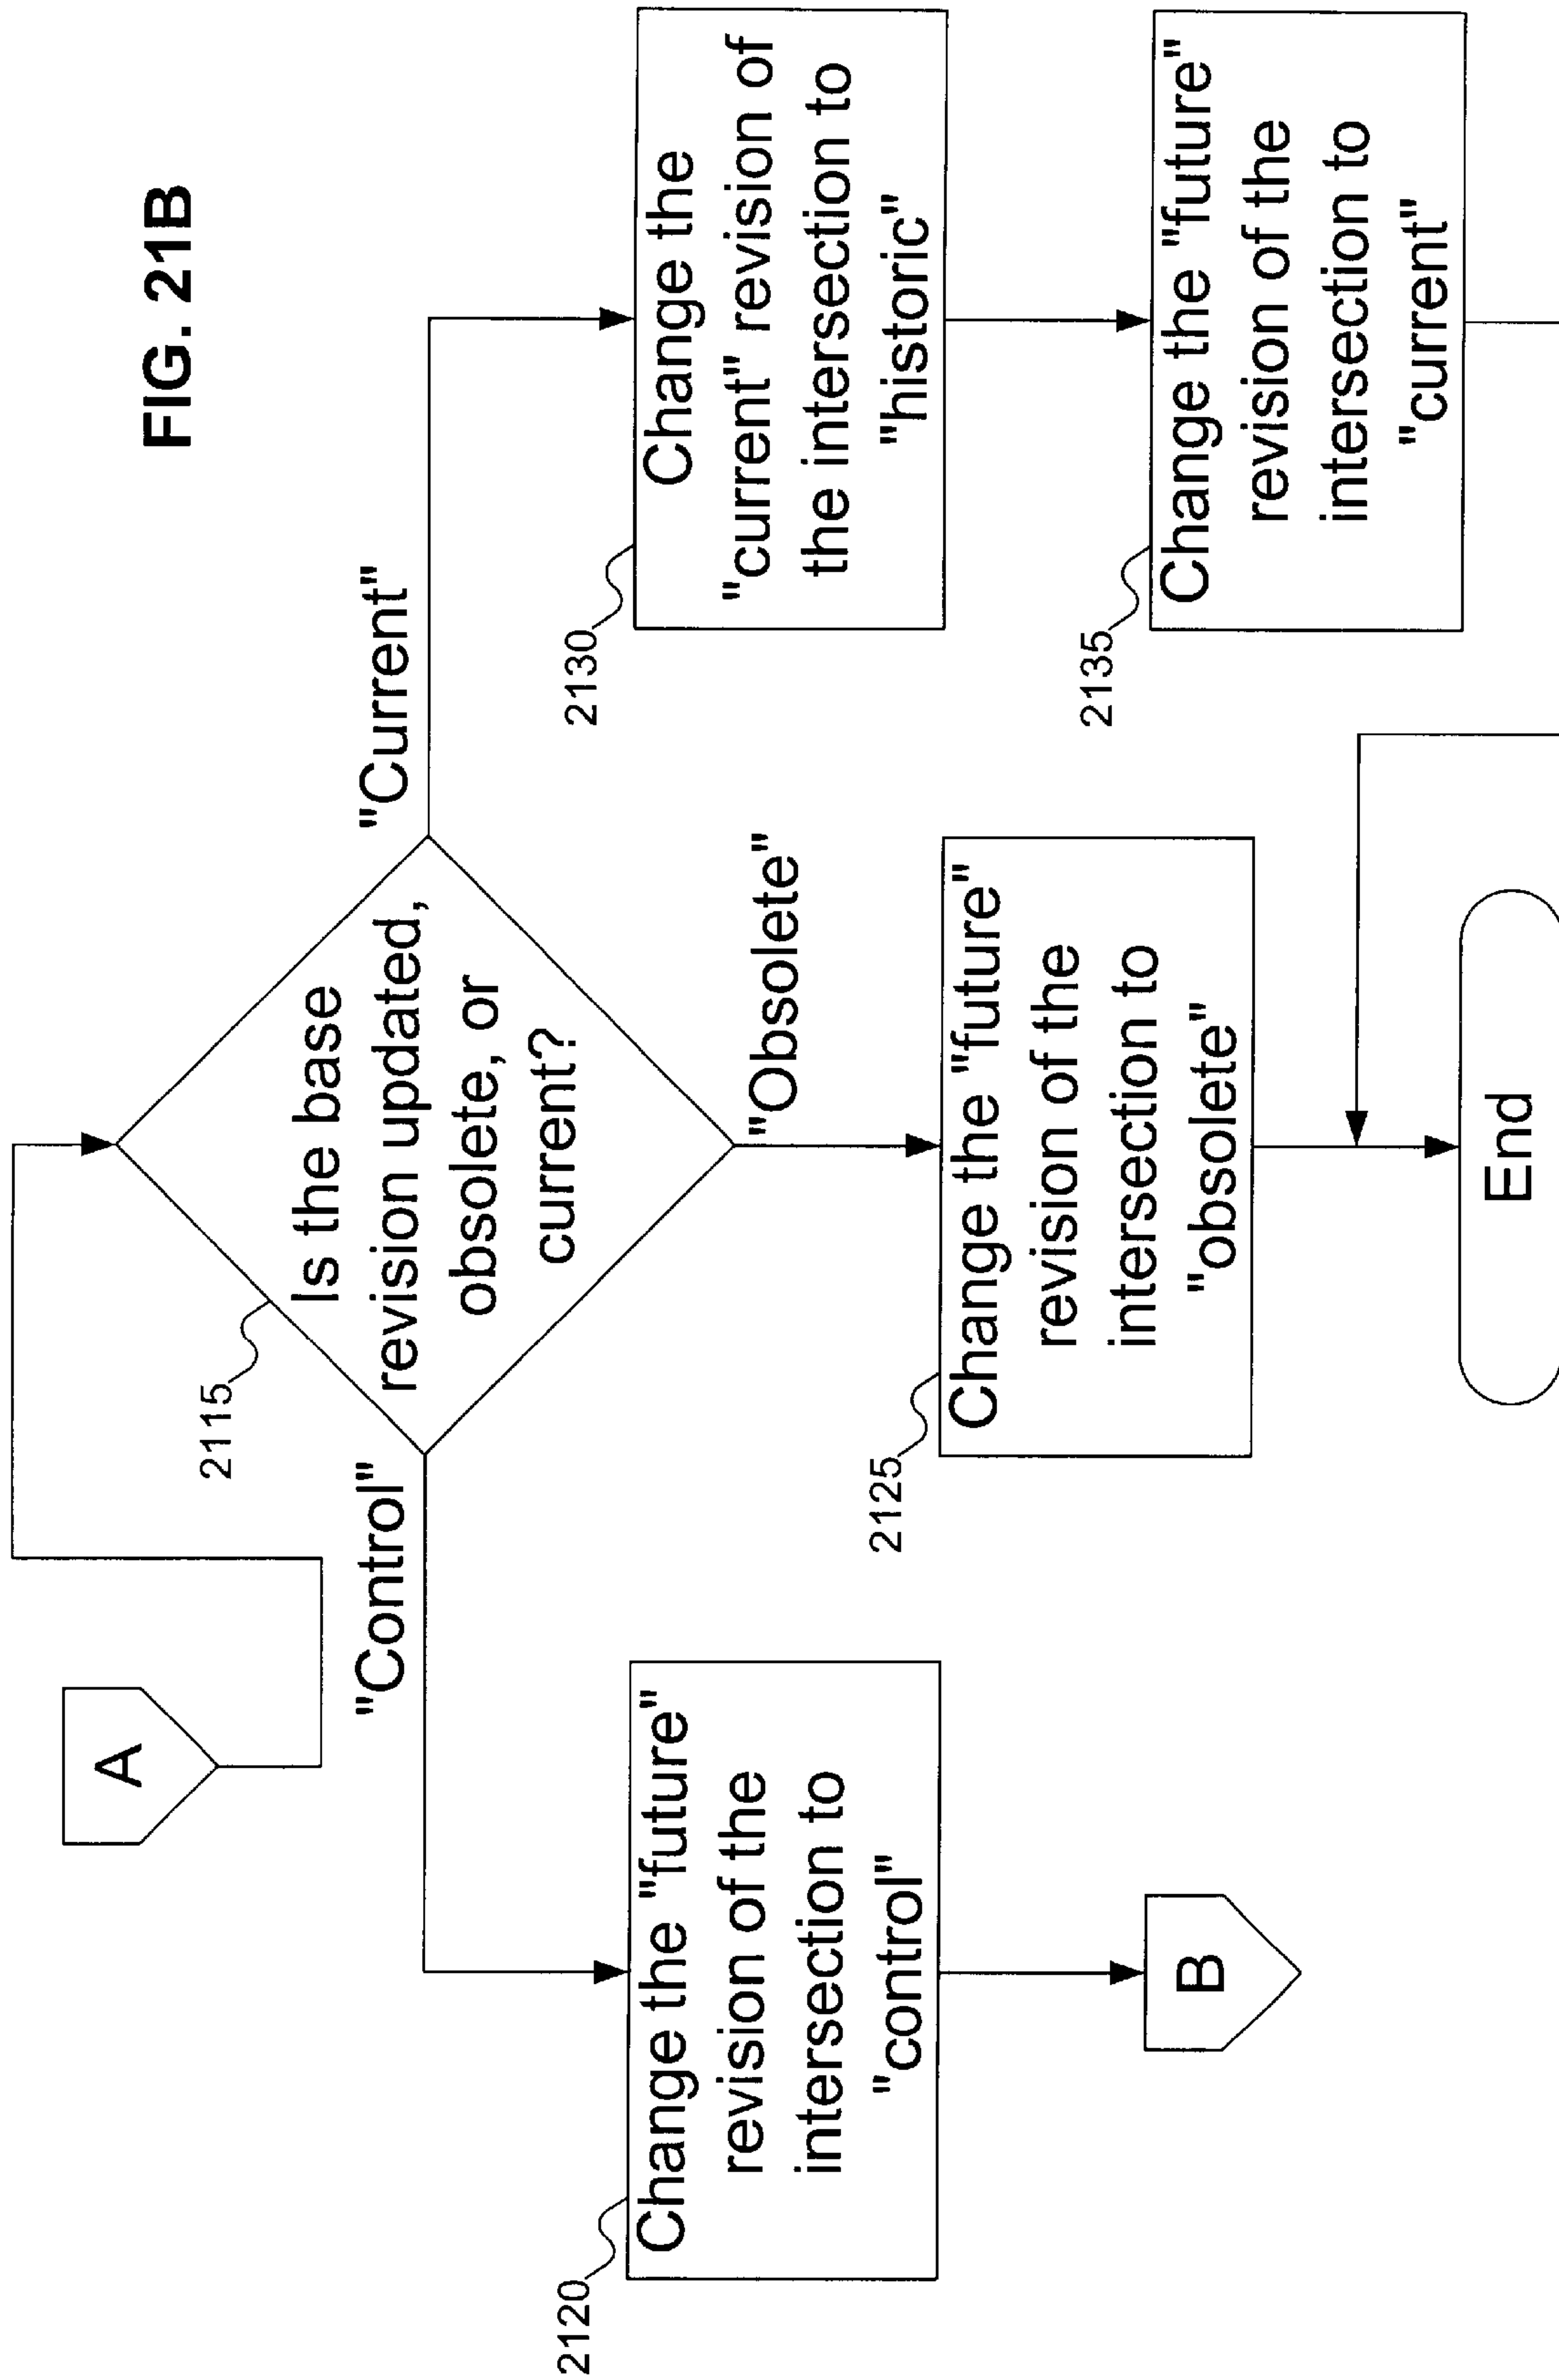 FIG. 21B
A
2115
Is the base
revision updated,
obsolete, or
current?
"Control"
"Current"
"Obsolete"
2120
Change the "future"
revision of the
intersection to
"control"
B
2125
Change the "future"
revision of the
intersection to
"obsolete"
2130
Change the
"current" revision of
the intersection to
"historic"
2135
Change the "future"
revision of the
intersection to
"current"
End